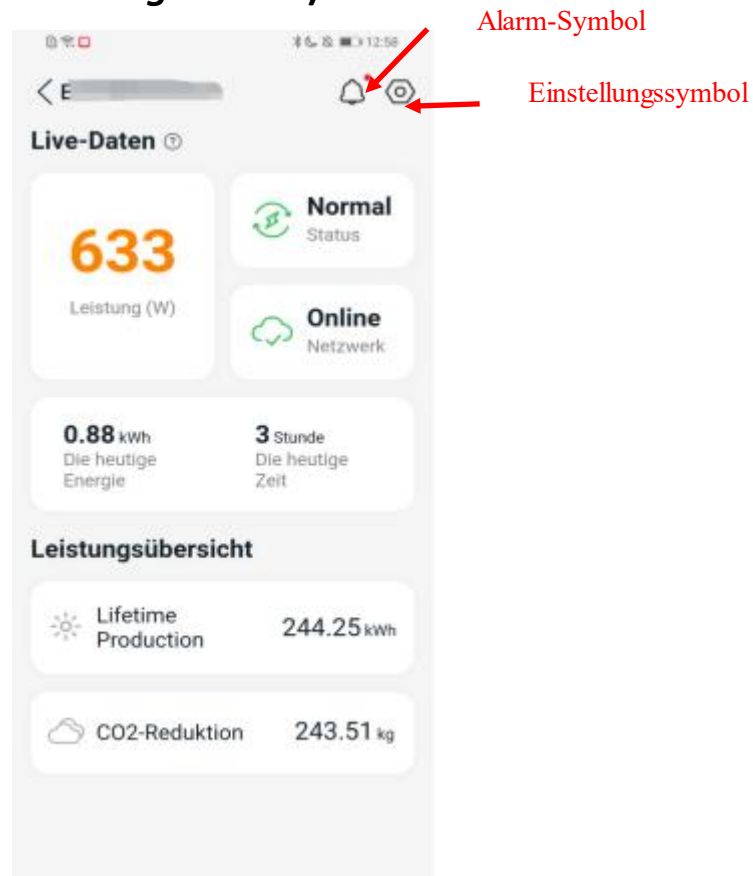 Alarm-Symbol
12:58
E
Einstellungssymbol
Live-Daten
633
Leistung (W)
Normal
Status
Online
Netzwerk
0.88 kWh
Die heutige
Energie
3 Stunde
Die heutige
Zeit
Leistungsübersicht
Lifetime
Production
244.25 kWh
CO2-Reduktion
243.51 kg